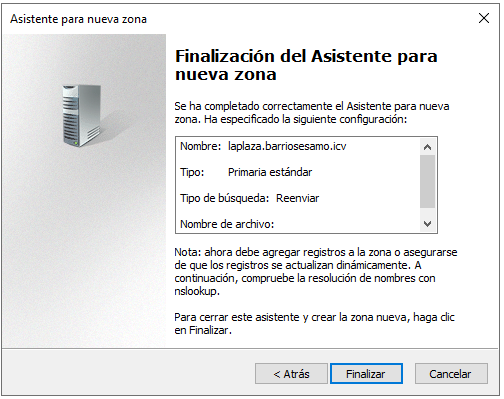 Asistente para nueva zona
Finalización del Asistente para
nueva zona
Se ha completado correctamente el Asistente para nueva
zona. Ha especificado la siguiente configuración:
Nombre: laplaza.barriosesamo.icv
Tipo: Primaria estándar
Tipo de búsqueda: Reenviar
Nombre de archivo:
Nota: ahora debe agregar registros a la zona o asegurarse
de que los registros se actualizan dinámicamente. A
continuación, compruebe la resolución de nombres con
nslookup.
Para cerrar este asistente y crear la zona nueva, haga clic
en Finalizar.
< Atrás Finalizar Cancelar